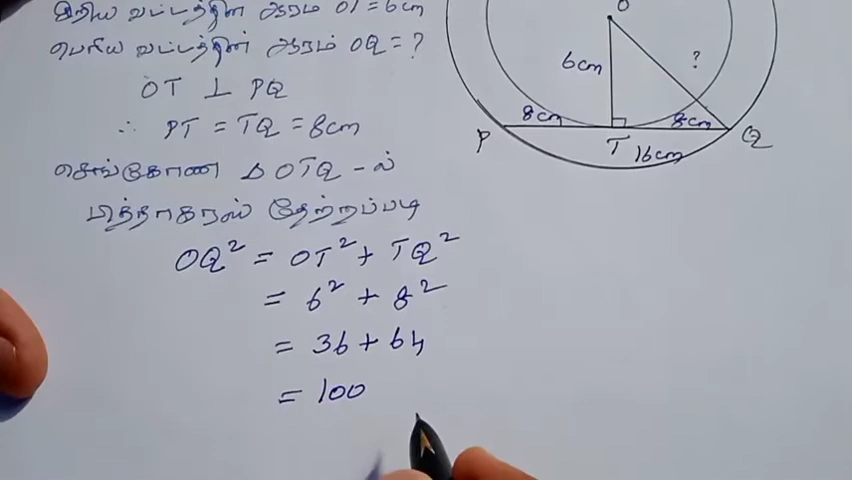 சிறிய வட்டத்தின் ஆரம் OT = 6cm
பெரிய வட்டத்தின் ஆரம் OQ = ?
OT ⊥ PQ
∴ PT = TQ = 8cm
செங்கோண Δ OTQ - ல்
பித்தாகரஸ் தேற்றப்படி
OQ² = OT² + TQ²
= 6² + 8²
= 36 + 64
= 100
O
6cm
?
8cm
8cm
P
T
Q
16cm